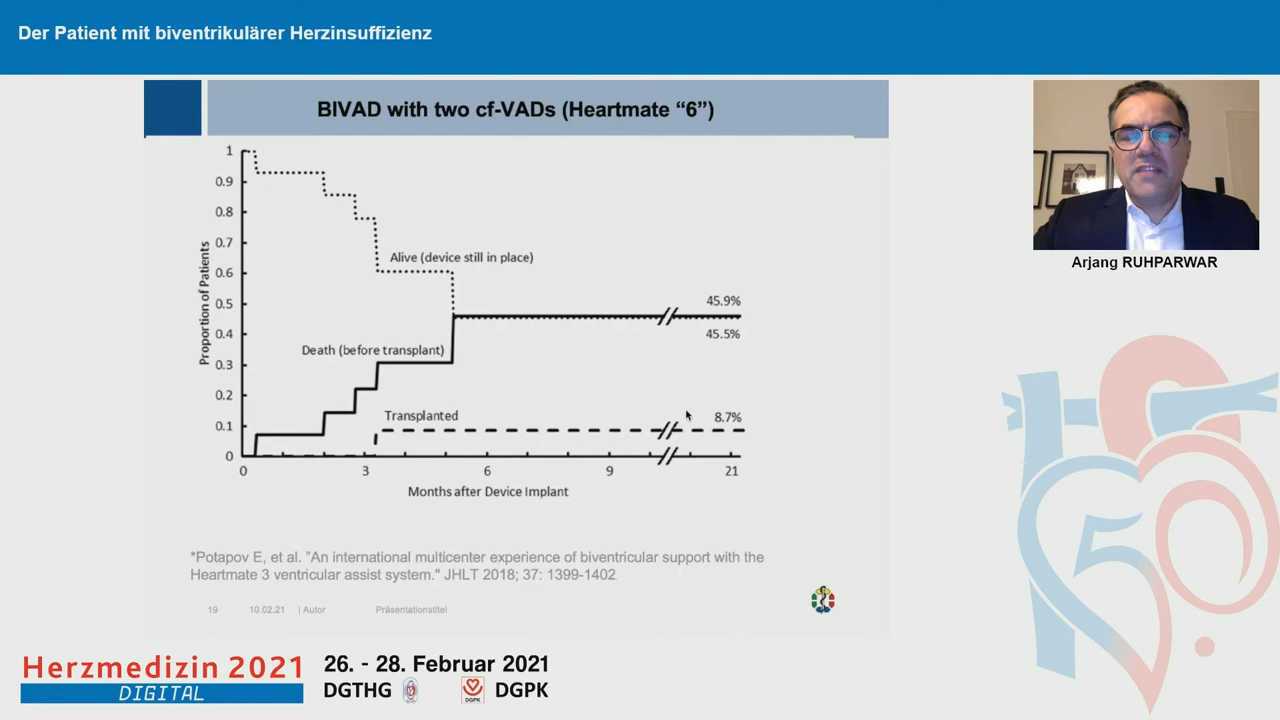 Der Patient mit biventrikulärer Herzinsuffizienz
BIVAD with two cf-VADs (Heartmate “6”)
1
0.9
0.8
0.7
0.6
0.5
0.4
0.3
0.2
0.1
0
Proportion of Patients
Alive (device still in place)
45.9%
45.5%
Death (before transplant)
Transplanted
8.7%
0
3
6
9
21
Months after Device Implant
*Potapov E, et al. "An international multicenter experience of biventricular support with the
Heartmate 3 ventricular assist system." JHLT 2018; 37: 1399-1402
19 10.02.21 | Autor Präsentationstitel
Arjang RUHPARWAR
50
Herzmedizin 2021
DIGITAL
26. - 28. Februar 2021
DGTHG DGPK DGPK